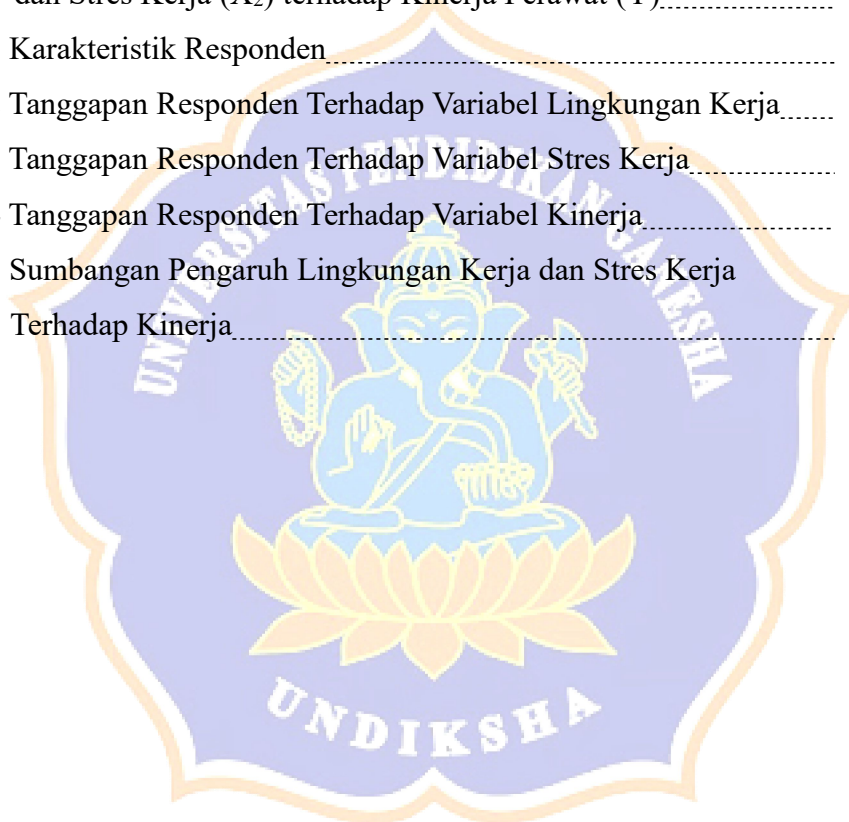 dan Stres Kerja (X₂) terhadap Kinerja Perawat (Y)
Karakteristik Responden
Tanggapan Responden Terhadap Variabel Lingkungan Kerja
Tanggapan Responden Terhadap Variabel Stres Kerja
Tanggapan Responden Terhadap Variabel Kinerja
Sumbangan Pengaruh Lingkungan Kerja dan Stres Kerja
Terhadap Kinerja
UNIVERSITAS PENDIDIKAN GANESHA
UNDIKSHA